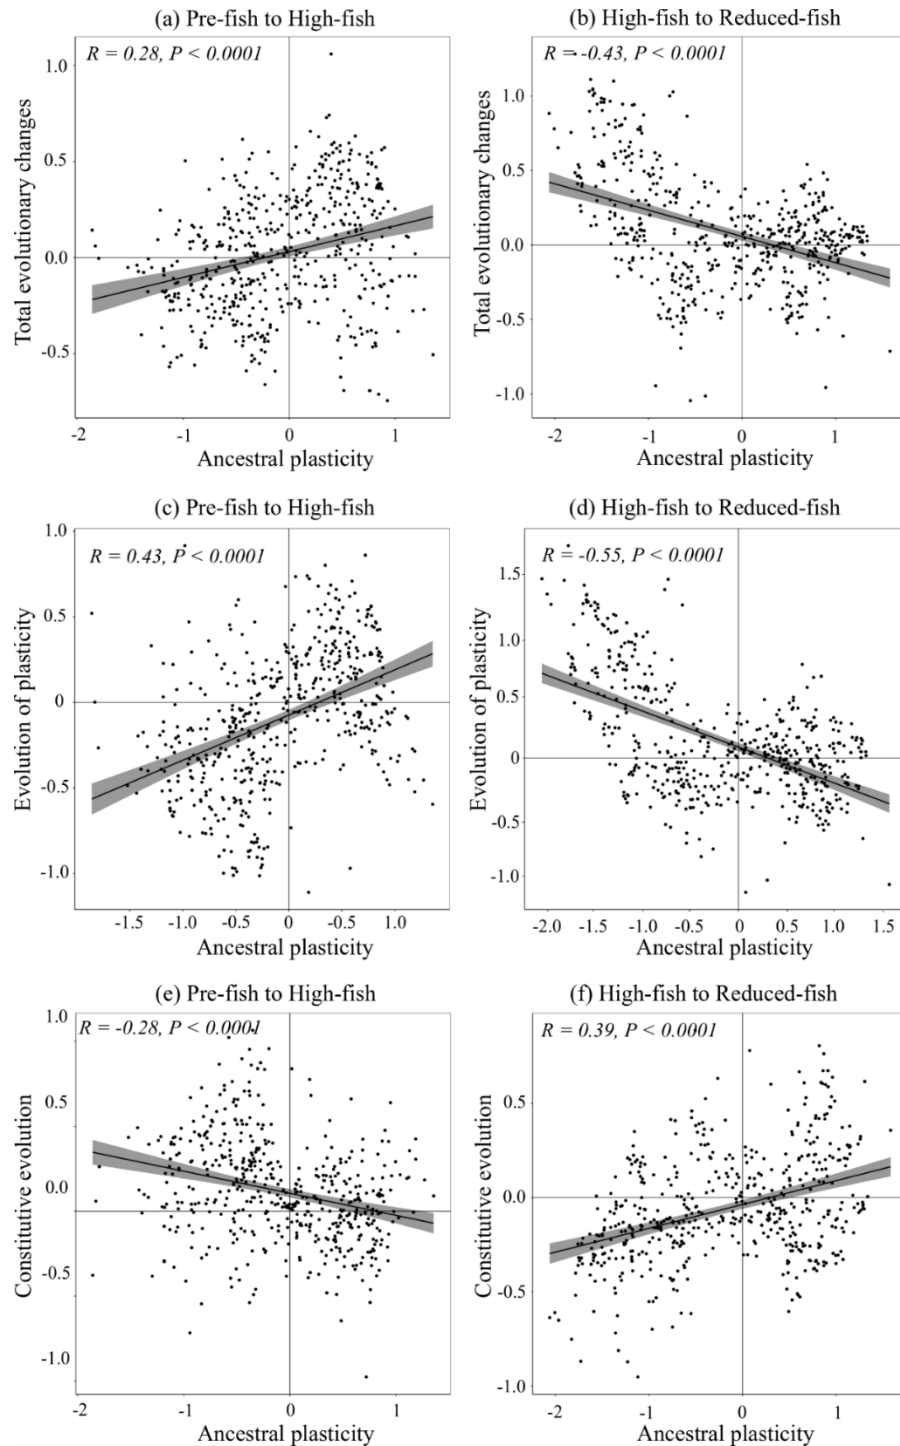 (a) Pre-fish to High-fish
R = 0.28, P < 0.0001
Total evolutionary changes
1.0
0.5
0.0
-0.5
-2
-1
0
1
Ancestral plasticity
(b) High-fish to Reduced-fish
R = -0.43, P < 0.0001
Total evolutionary changes
1.0
0.5
0.0
-0.5
-1.0
-2
-1
0
1
Ancestral plasticity
(c) Pre-fish to High-fish
R = 0.43, P < 0.0001
Evolution of plasticity
1.0
0.5
0
-0.5
-1.0
-1.5
-1.0
-0.5
0
-0.5
1.0
Ancestral plasticity
(d) High-fish to Reduced-fish
R = -0.55, P < 0.0001
Evolution of plasticity
1.5
1.0
0.5
0
-0.5
-1.0
-2.0
-1.5
-1.0
-0.5
0
0.5
1.0
1.5
Ancestral plasticity
(e) Pre-fish to High-fish
R = -0.28, P < 0.0001
Constitutive evolution
1.0
0.5
0.0
-0.5
-1.0
-2
-1
0
1
Ancestral plasticity
(f) High-fish to Reduced-fish
R = 0.39, P < 0.0001
Constitutive evolution
0.5
0.0
-0.5
-1.0
-2
-1
0
1
Ancestral plasticity